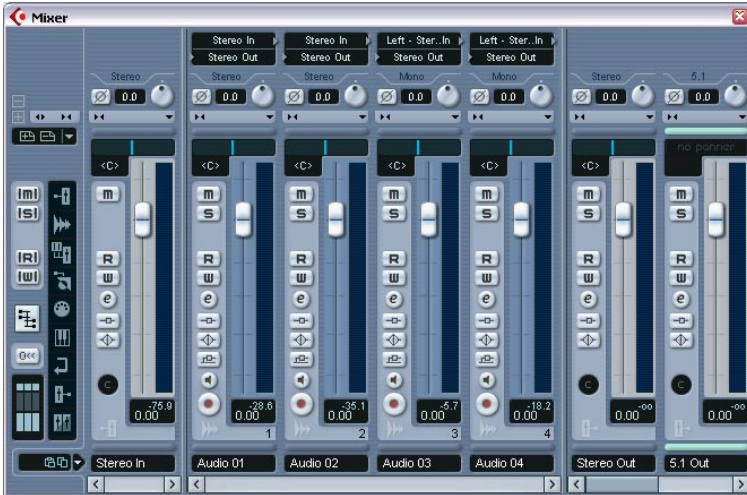 Mixer
Stereo In Stereo In Left - Ster..In Left - Ster..In
Stereo Out Stereo Out Stereo Out Stereo Out
Stereo Stereo Stereo Mono Mono Stereo 5.1
0.0 0.0 0.0 0.0 0.0 0.0 0.0
no panner
<C> <C> <C> <C> <C> <C>
m m m m m m m
S S S S S S
R R R R R R R
W W W W W W W
e e e e e e e
C C C
-75.9 -28.6 -35.1 -5.7 -18.2 -oo -oo
0.00 0.00 0.00 0.00 0.00 0.00 0.00
1 2 3 4
Stereo In Audio 01 Audio 02 Audio 03 Audio 04 Stereo Out 5.1 Out